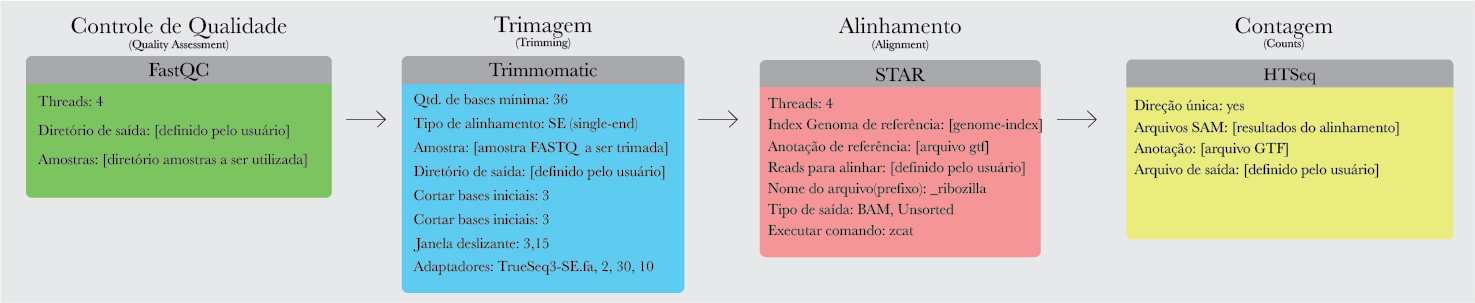 Controle de Qualidade
(Quality Assessment)
FastQC
Threads: 4
Diretório de saída: [definido pelo usuário]
Amostras: [diretório amostras a ser utilizada]
Trimagem
(Trimming)
Trimmomatic
Qtd. de bases mínima: 36
Tipo de alinhamento: SE (single-end)
Amostra: [amostra FASTQ a ser trimada]
Diretório de saída: [definido pelo usuário]
Cortar bases iniciais: 3
Cortar bases iniciais: 3
Janela deslizante: 3,15
Adaptadores: TrueSeq3-SE.fa, 2, 30, 10
Alinhamento
(Alignment)
STAR
Threads: 4
Index Genoma de referência: [genome-index]
Anotação de referência: [arquivo gtf]
Reads para alinhar: [definido pelo usuário]
Nome do arquivo(prefixo): _ribozilla
Tipo de saída: BAM, Unsorted
Executar comando: zcat
Contagem
(Counts)
HTSeq
Direção única: yes
Arquivos SAM: [resultados do alinhamento]
Anotação: [arquivo GTF]
Arquivo de saída: [definido pelo usuário]